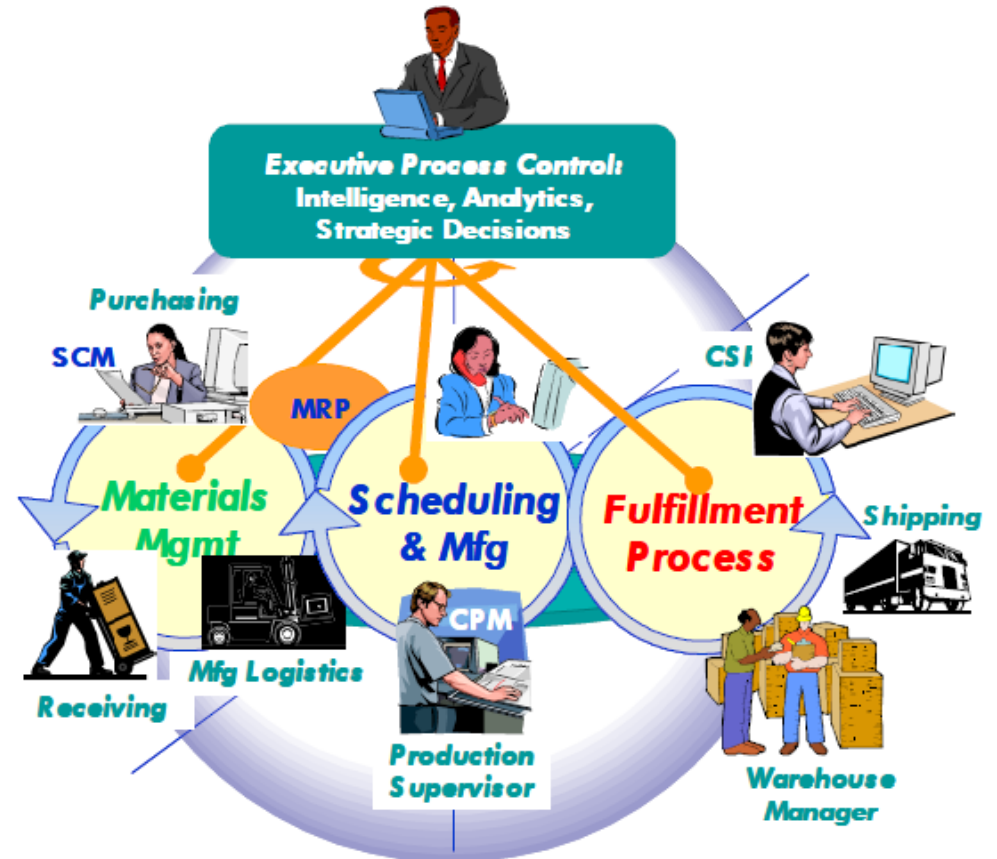 Executive Process Control:
Intelligence, Analytics,
Strategic Decisions
Purchasing
SCM
MRP
Materials
Mgmt
Scheduling
& Mfg
Fulfillment
Process
Shipping
CPM
Mfg Logistics
Receiving
Production
Supervisor
Warehouse
Manager